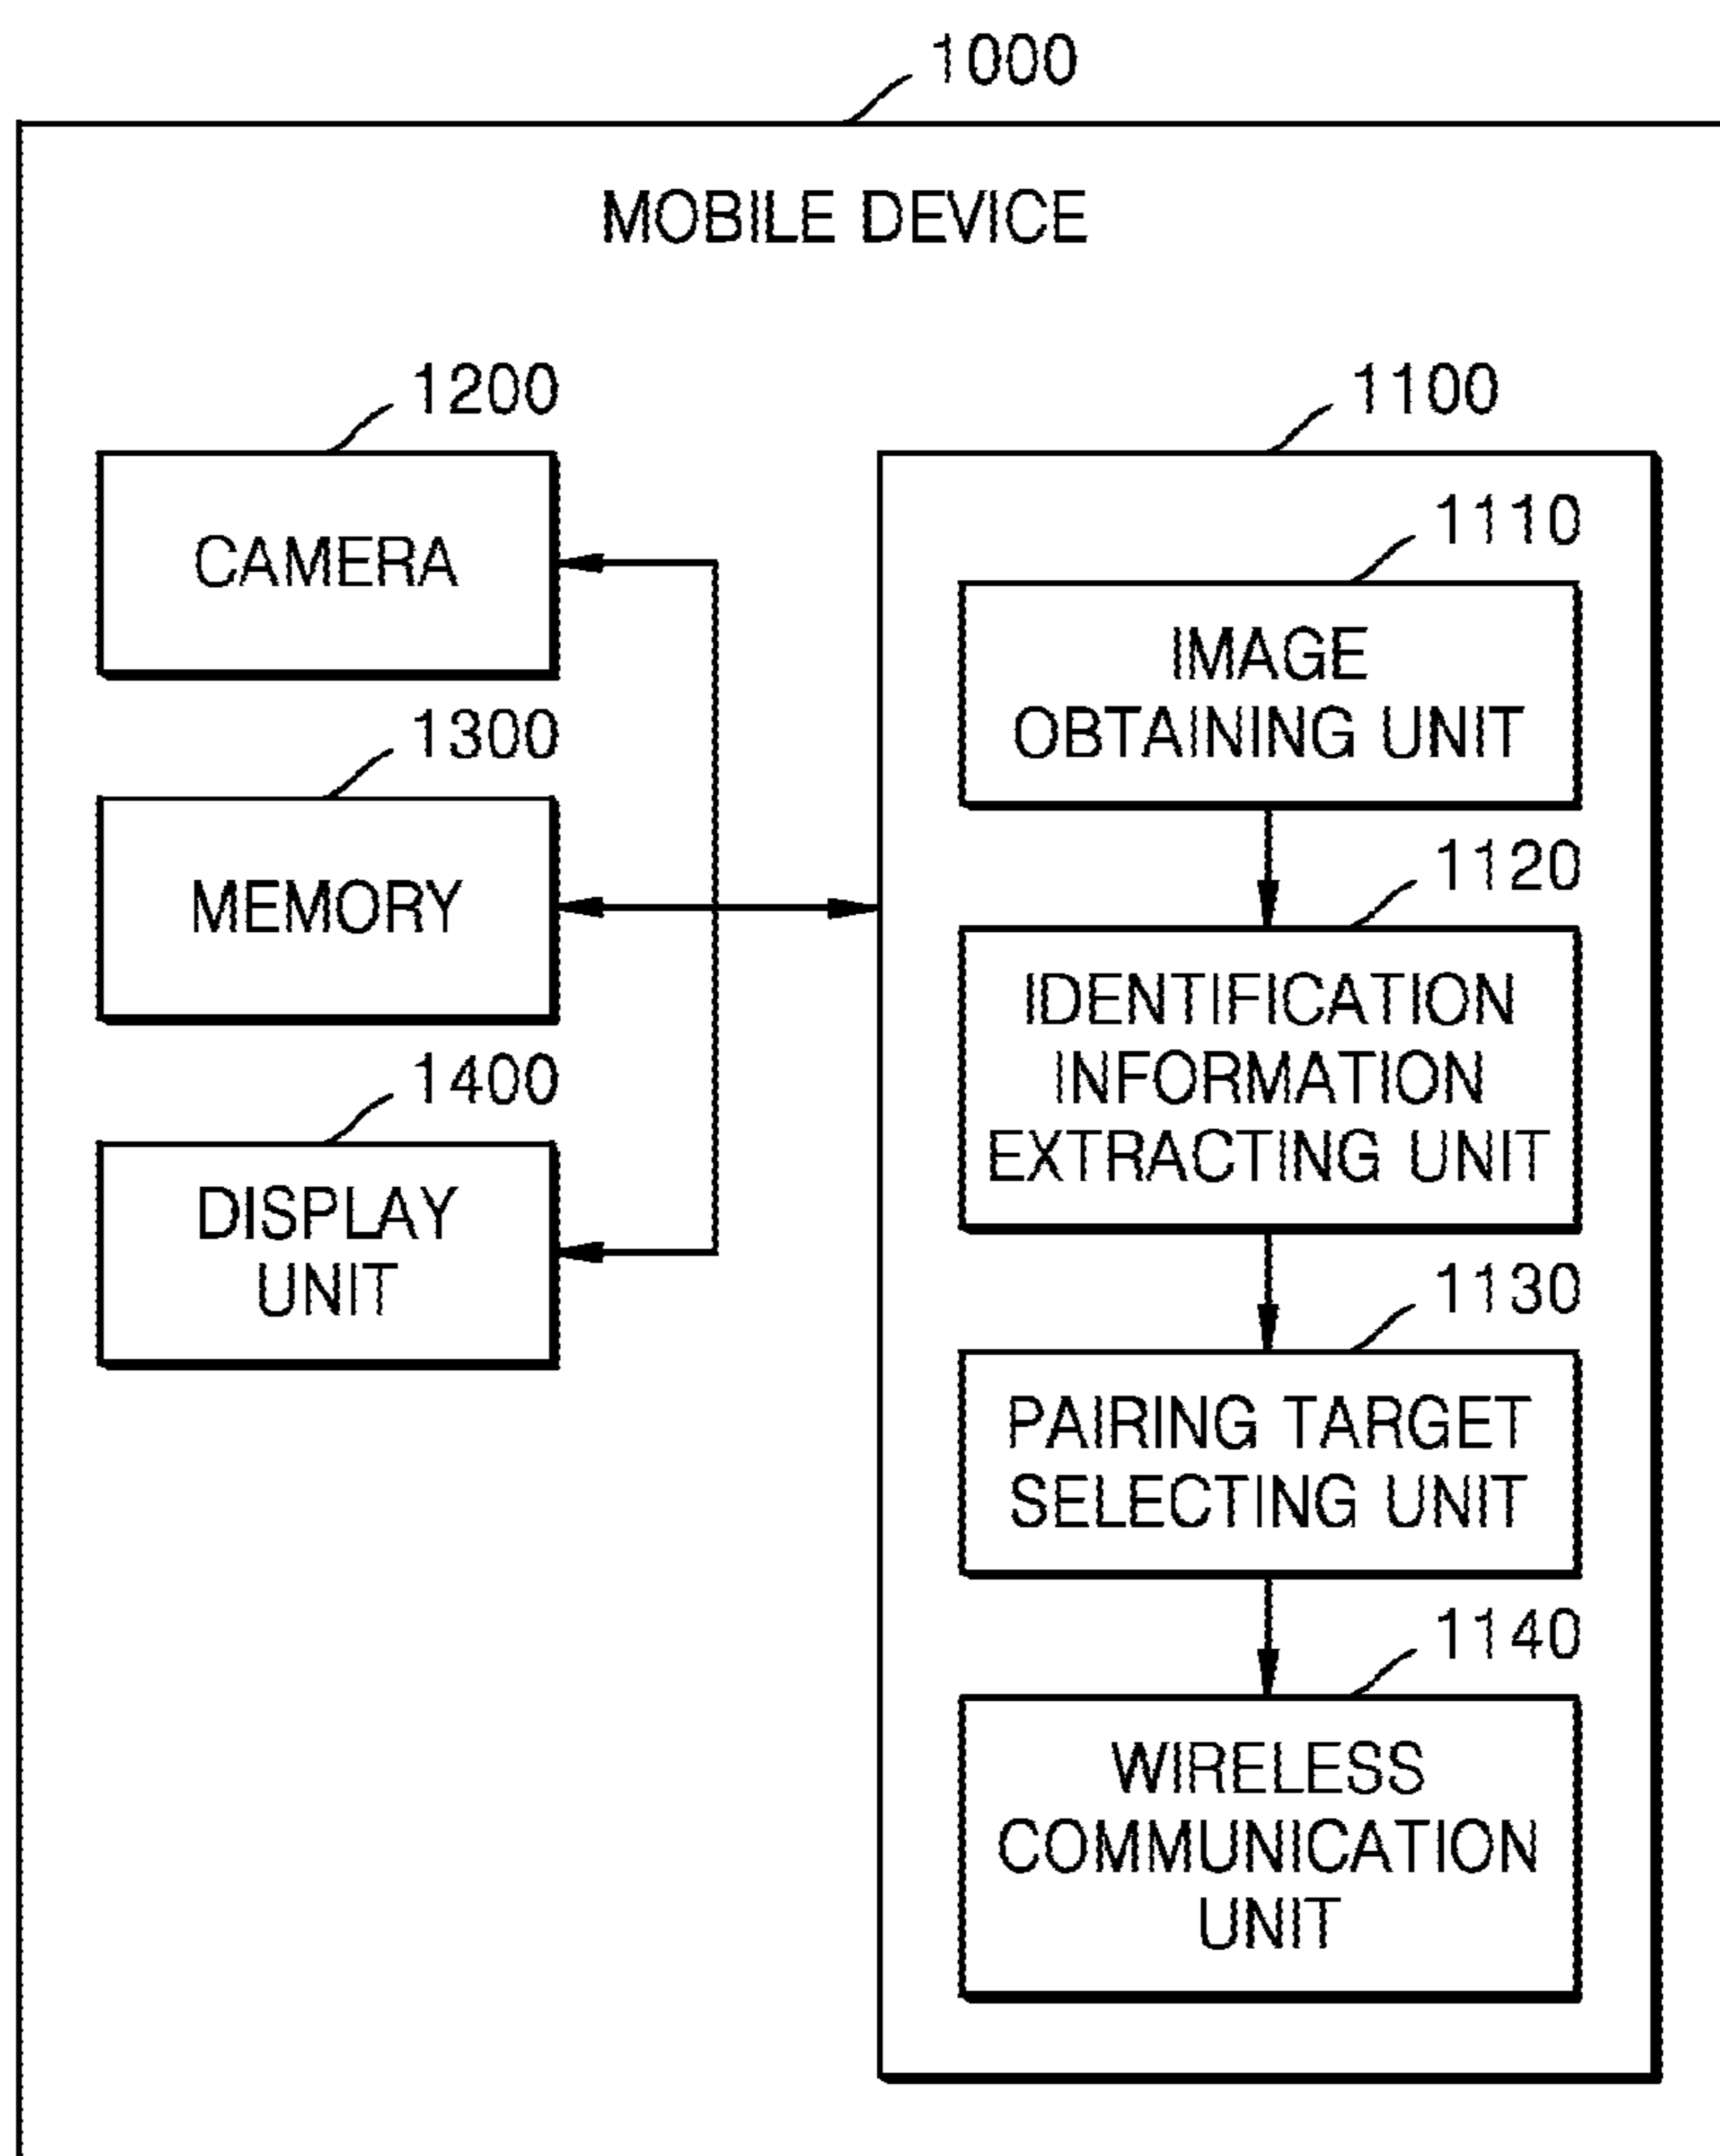 1000
MOBILE DEVICE
1200
CAMERA
1300
MEMORY
1400
DISPLAY
UNIT
1100
1110
IMAGE
OBTAINING UNIT
1120
IDENTIFICATION
INFORMATION
EXTRACTING UNIT
1130
PAIRING TARGET
SELECTING UNIT
1140
WIRELESS
COMMUNICATION
UNIT